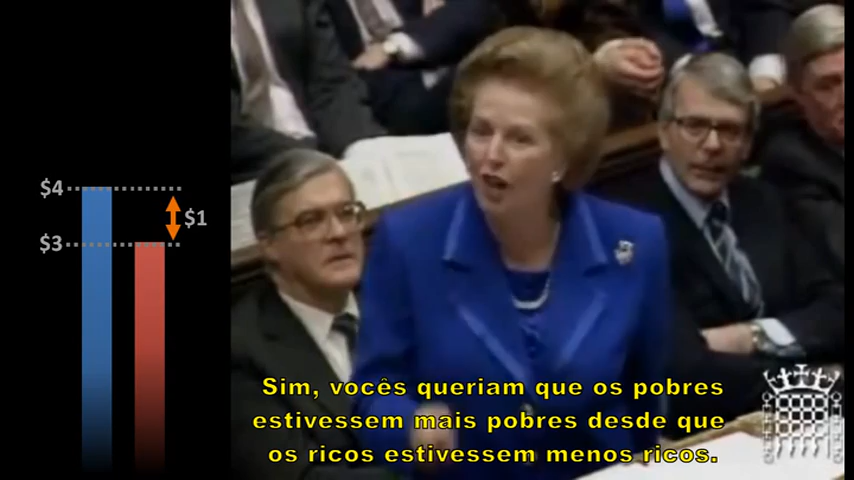 $4
$1
$3
Sim, vocês queriam que os pobres
estivessem mais pobres desde que
os ricos estivessem menos ricos.